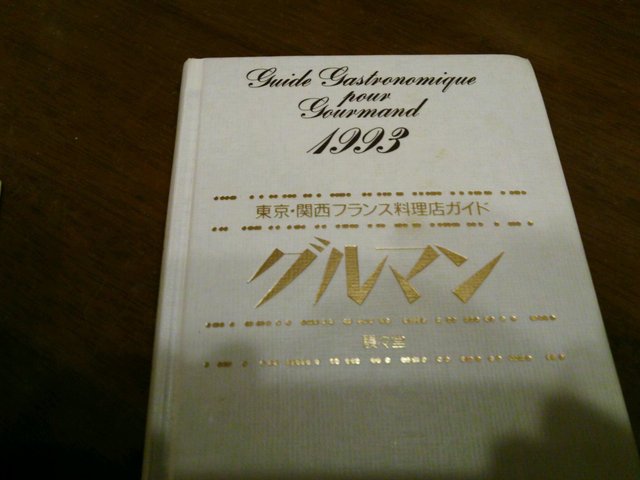 Guide Gastronomique
pour
Gourmand
1993
東京・関西フランス料理店ガイド
グルマン